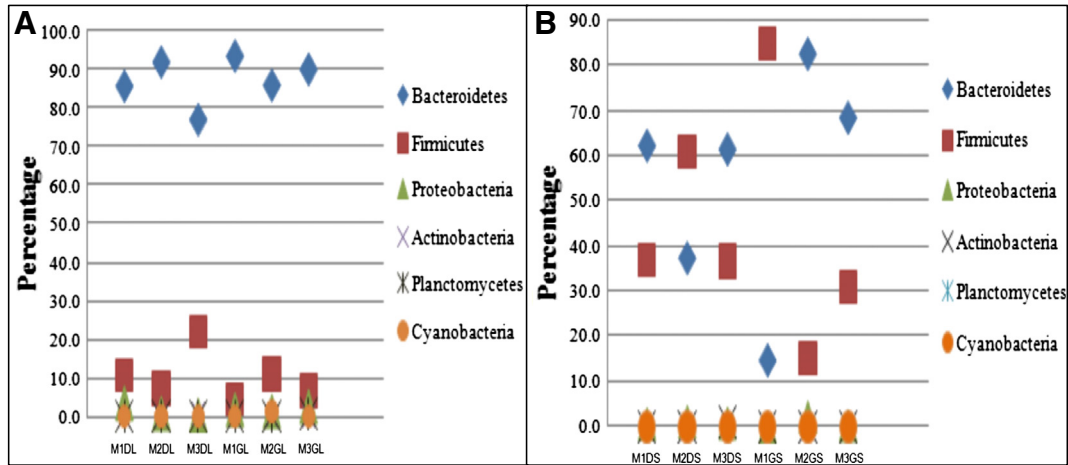 A
100.0
90.0
80.0
70.0
60.0
50.0
40.0
30.0
20.0
10.0
0.0
Percentage
M1DL M2DL M3DL M1GL M2GL M3GL
Bacteroidetes
Firmicutes
Proteobacteria
Actinobacteria
Planctomycetes
Cyanobacteria
B
90.0
80.0
70.0
60.0
50.0
40.0
30.0
20.0
10.0
0.0
Percentage
M1DS M2DS M3DS M1GS M2GS M3GS
Bacteroidetes
Firmicutes
Proteobacteria
Actinobacteria
Planctomycetes
Cyanobacteria